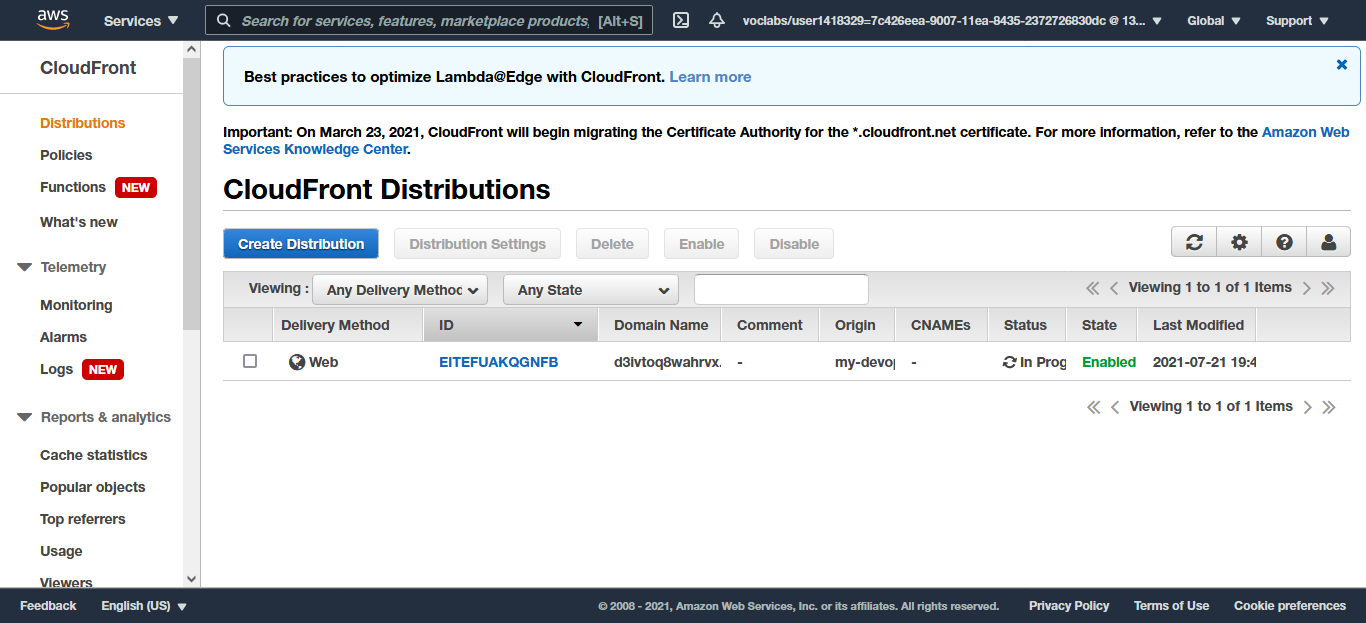 aws Services Search for services, features, marketplace products, [Alt+S] voclabs/user1418329=7c426eea-9007-11ea-8435-2372726830dc @ 13... Global Support
CloudFront
Distributions
Policies
Functions NEW
What's new
Telemetry
Monitoring
Alarms
Logs NEW
Reports & analytics
Cache statistics
Popular objects
Top referrers
Usage
Viewers
Best practices to optimize Lambda@Edge with CloudFront. Learn more
Important: On March 23, 2021, CloudFront will begin migrating the Certificate Authority for the *.cloudfront.net certificate. For more information, refer to the Amazon Web
Services Knowledge Center.
CloudFront Distributions
Create Distribution Distribution Settings Delete Enable Disable
Viewing : Any Delivery Method Any State Viewing 1 to 1 of 1 Items
Delivery Method ID Domain Name Comment Origin CNAMEs Status State Last Modified
Web EITEFUAKQGNFB d3ivtoq8wahrvx. - my-devop - In Prog Enabled 2021-07-21 19:4
Viewing 1 to 1 of 1 Items
Feedback English (US) © 2008 - 2021, Amazon Web Services, Inc. or its affiliates. All rights reserved. Privacy Policy Terms of Use Cookie preferences